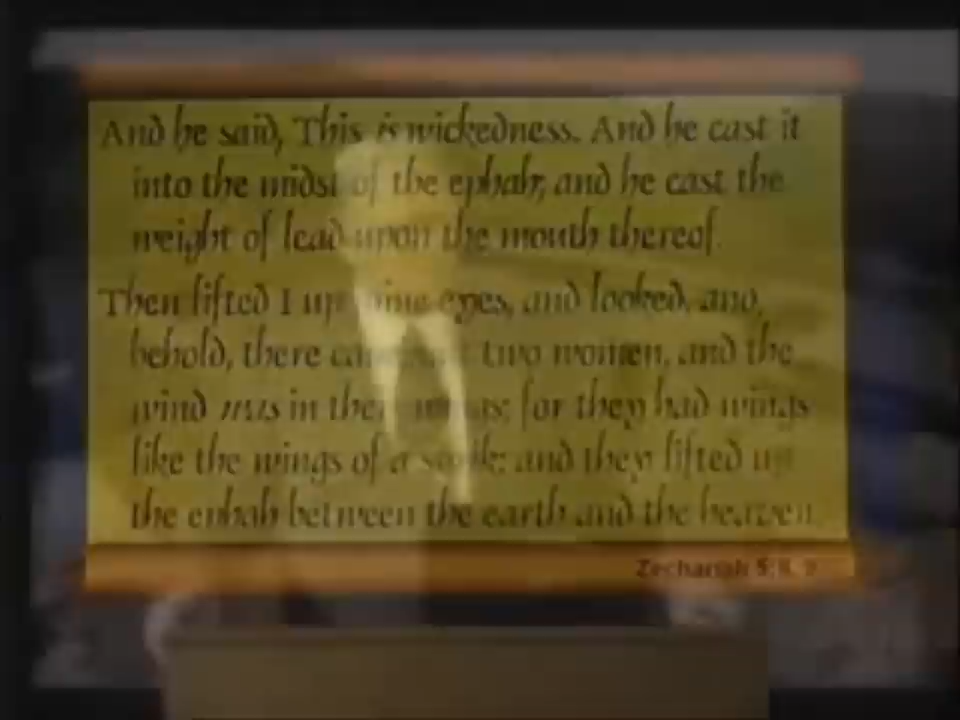 And he said, This is wickedness. And he cast it
into the midst of the ephah; and he cast the
weight of lead upon the mouth thereof.
Then lifted I up mine eyes, and looked, and,
behold, there came out two women, and the
wind was in their wings; for they had wings
like the wings of a stork: and they lifted up
the ephah between the earth and the heaven.
Zechariah 5:8, 9